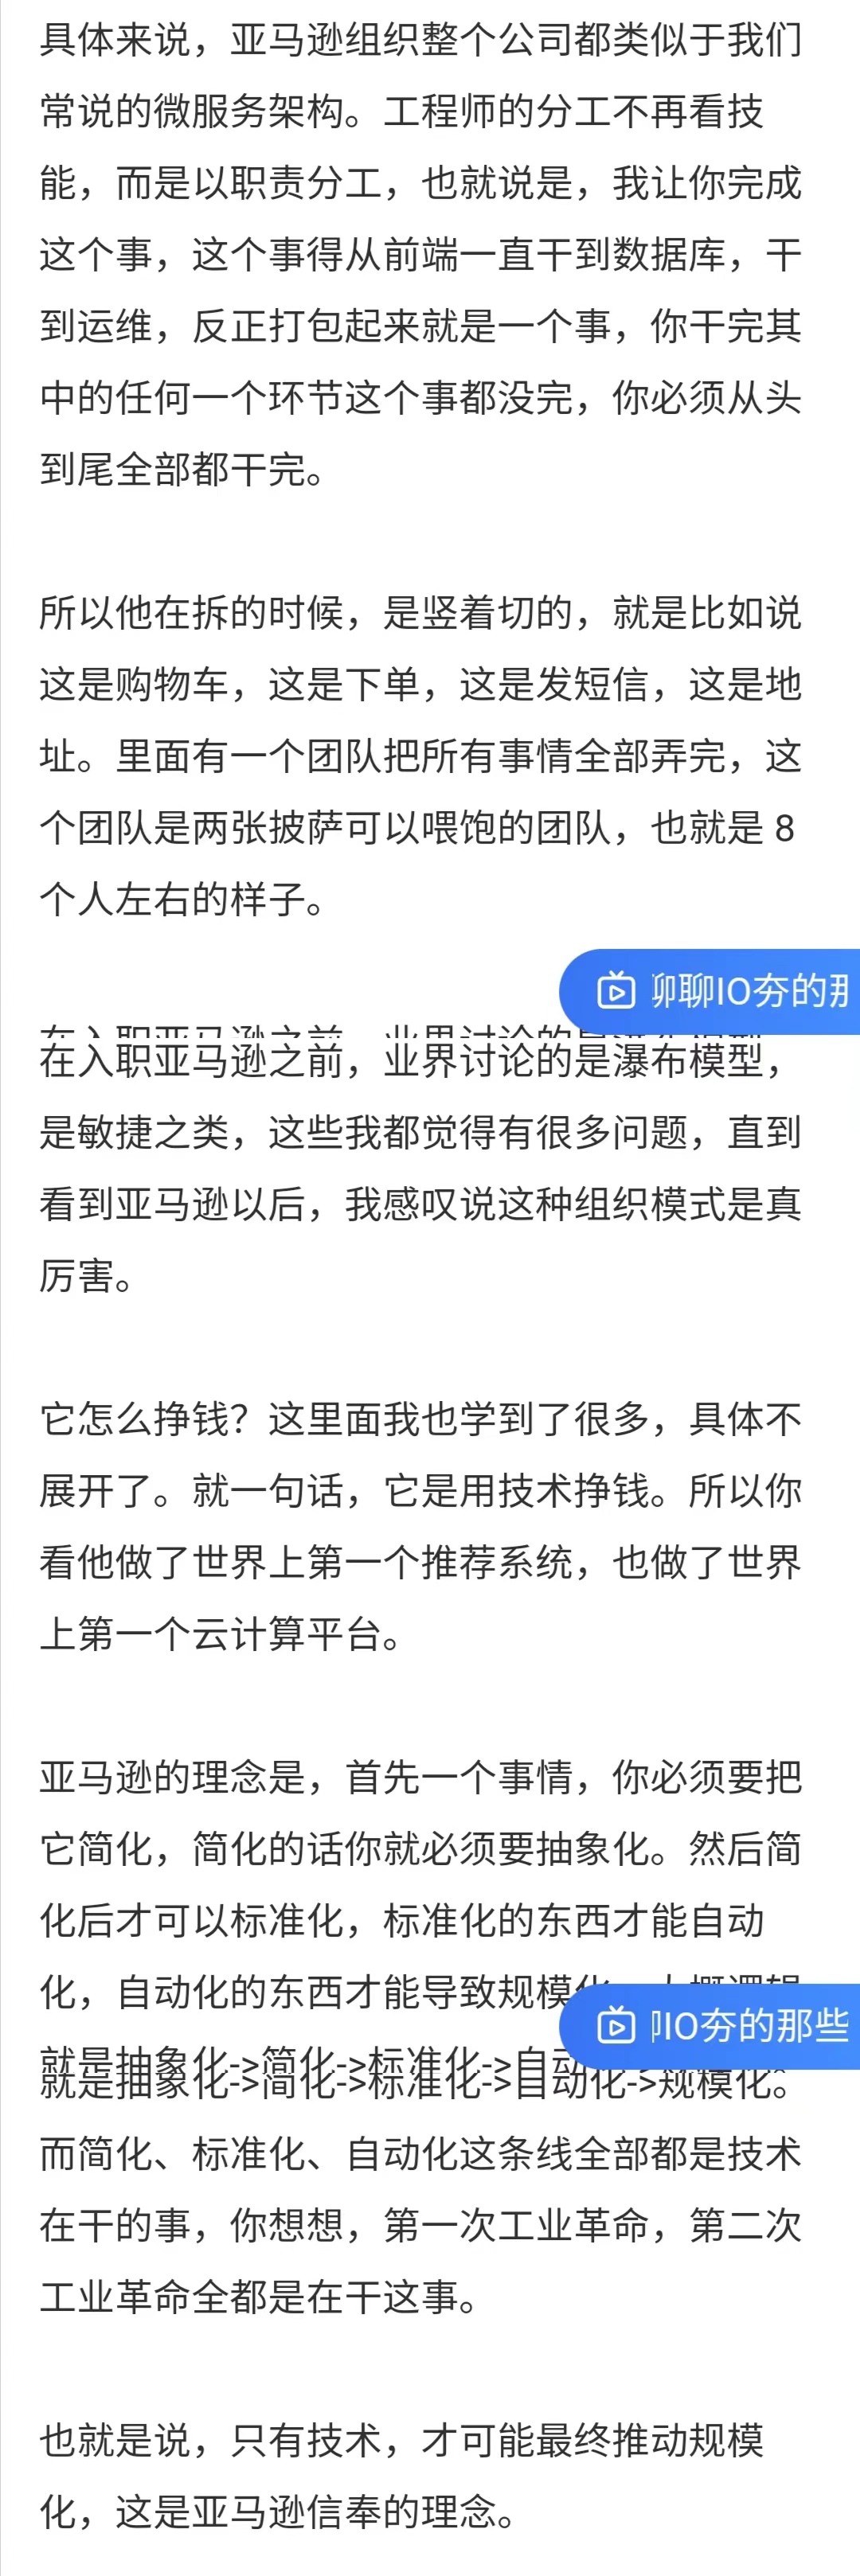 具体来说，亚马逊组织整个公司都类似于我们
常说的微服务架构。工程师的分工不再看技
能，而是以职责分工，也就说是，我让你完成
这个事，这个事得从前端一直干到数据库，干
到运维，反正打包起来就是一个事，你干完其
中的任何一个环节这个事都没完，你必须从头
到尾全部都干完。
所以他在拆的时候，是竖着切的，就是比如说
这是购物车，这是下单，这是发短信，这是地
址。里面有一个团队把所有事情全部弄完，这
个团队是两张披萨可以喂饱的团队，也就是 8
个人左右的样子。
聊聊IO夯的那
在入职亚马逊之前，业界讨论的是瀑布模型，
是敏捷之类，这些我都觉得有很多问题，直到
看到亚马逊以后，我感叹说这种组织模式是真
厉害。
它怎么挣钱？这里面我也学到了很多，具体不
展开了。就一句话，它是用技术挣钱。所以你
看他做了世界上第一个推荐系统，也做了世界
上第一个云计算平台。
亚马逊的理念是，首先一个事情，你必须要把
它简化，简化的话你就必须要抽象化。然后简
化后才可以标准化，标准化的东西才能自动
化，自动化的东西才能导致规模化，大概逻辑
IO夯的那些
就是抽象化->简化->标准化->自动化->规模化。
而简化、标准化、自动化这条线全部都是技术
在干的事，你想想，第一次工业革命，第二次
工业革命全都是在干这事。
也就是说，只有技术，才可能最终推动规模
化，这是亚马逊信奉的理念。